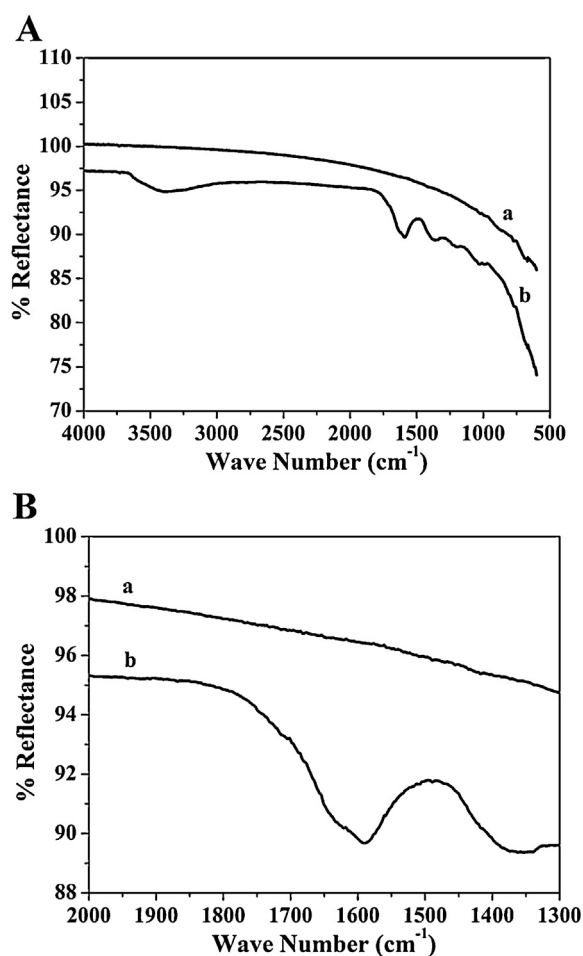 A
110
105
100
95
90
85
80
75
70
% Reflectance
a
b
4000 3500 3000 2500 2000 1500 1000 500
Wave Number (cm-1)
B
100
98
96
94
92
90
88
% Reflectance
a
b
2000 1900 1800 1700 1600 1500 1400 1300
Wave Number (cm-1)